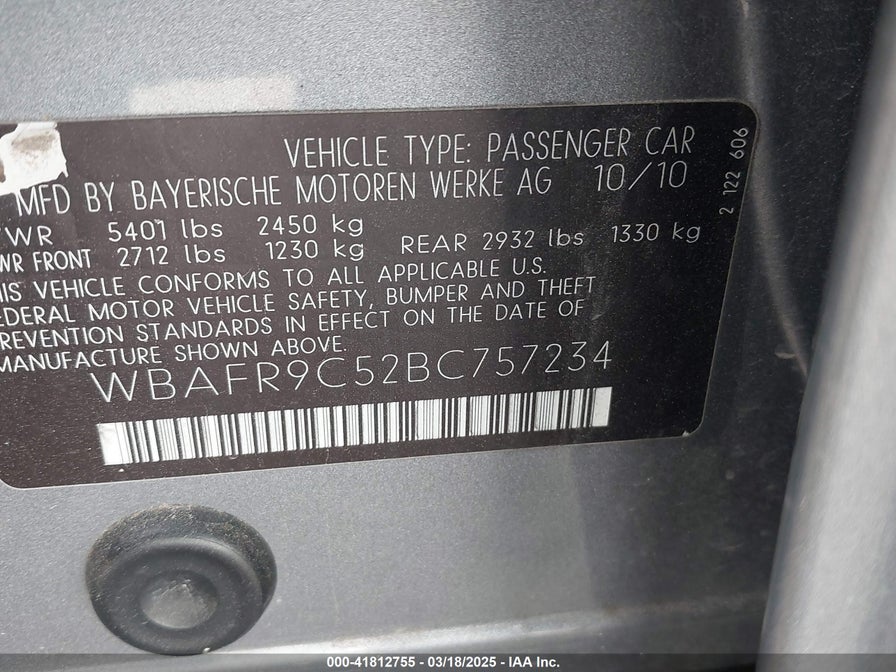 VEHICLE TYPE: PASSENGER CAR
MFD BY BAYERISCHE MOTOREN WERKE AG 10/10
WR 5401 lbs 2450 kg
WR FRONT 2712 lbs 1230 kg REAR 2932 lbs 1330 kg
IS VEHICLE CONFORMS TO ALL APPLICABLE U.S.
EDERAL MOTOR VEHICLE SAFETY, BUMPER AND THEFT
REVENTION STANDARDS IN EFFECT ON THE DATE OF
MANUFACTURE SHOWN ABOVE.
WBAFR9C52BC757234
2 122 606
000-41812755 - 03/18/2025 - IAA Inc.